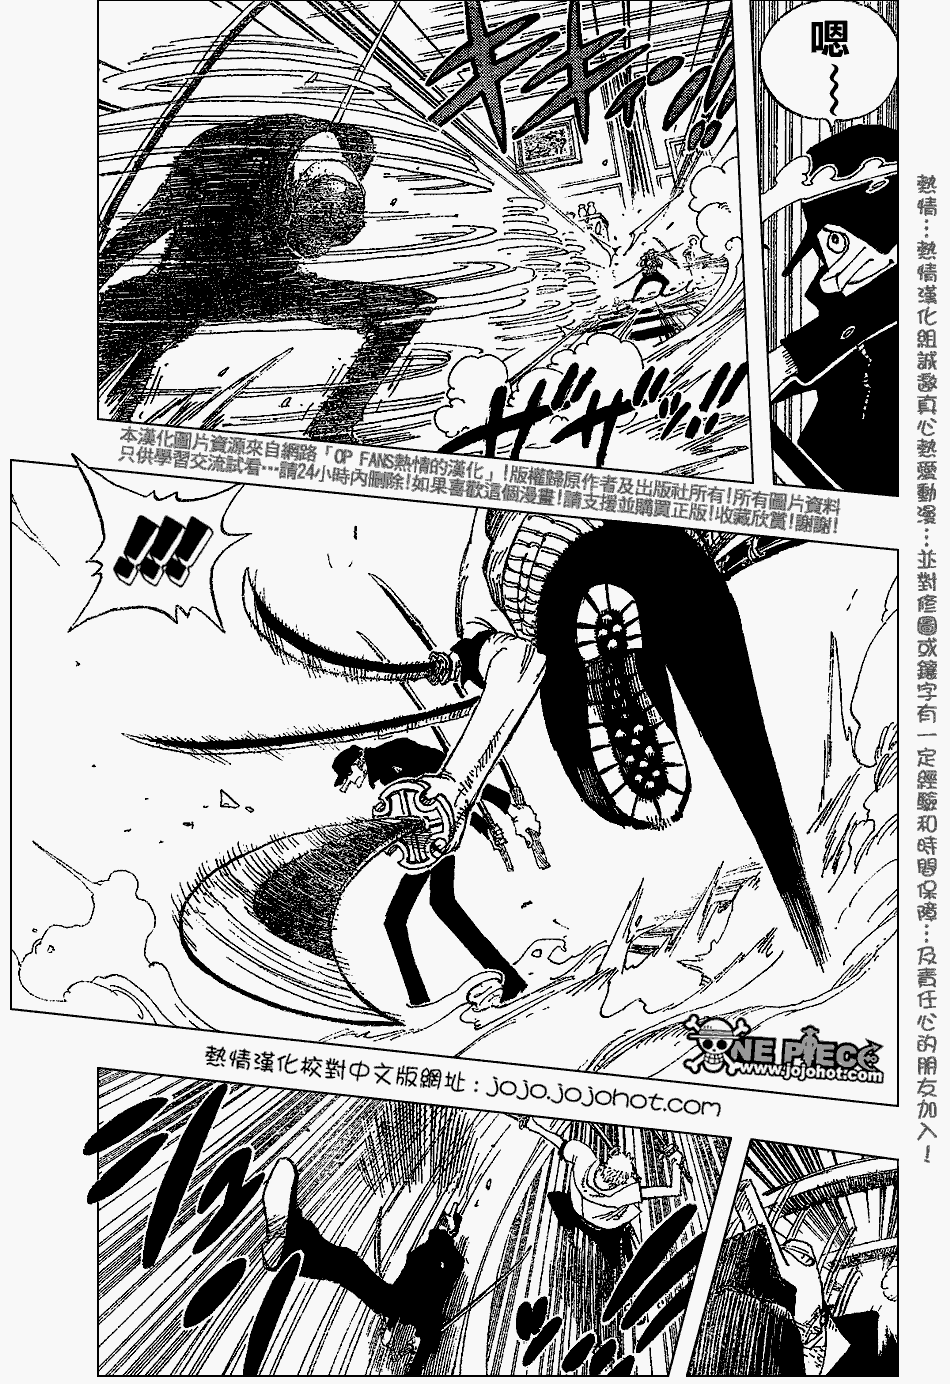 嗯～～
ギギィン!!
ザザザ!!!
本漢化圖片資源來自網路「OP FANS熱情的漢化」!版權歸原作者及出版社所有!所有圖片資料
只供學習交流試看…請24小時內刪除!如果喜歡這個漫畫!請支援並購買正版!收藏欣賞!謝謝!
!!!!
ONE PIECE
www.jojohot.com
熱情漢化校對中文版網址：jojo.jojohot.com
熱情…熱情漢化組誠邀真心熱愛動漫…並對修圖或鑲字有一定經驗和時間保障…及責任心的朋友加入！